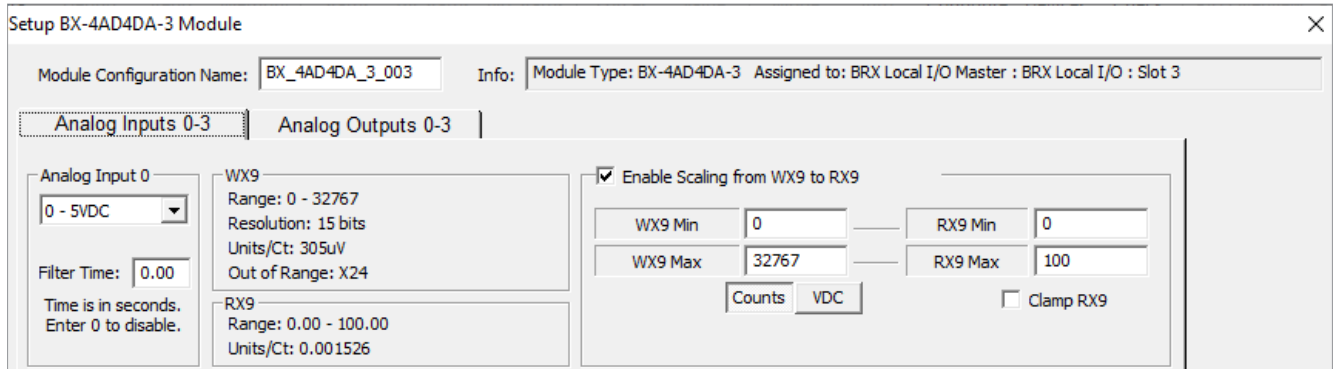 Setup BX-4AD4DA-3 Module
Module Configuration Name: BX_4AD4DA_3_003 Info: Module Type: BX-4AD4DA-3 Assigned to: BRX Local I/O Master : BRX Local I/O : Slot 3
Analog Inputs 0-3 Analog Outputs 0-3
Analog Input 0
0 - 5VDC
Filter Time: 0.00
Time is in seconds.
Enter 0 to disable.
WX9
Range: 0 - 32767
Resolution: 15 bits
Units/Ct: 305uV
Out of Range: X24
RX9
Range: 0.00 - 100.00
Units/Ct: 0.001526
Enable Scaling from WX9 to RX9
WX9 Min 0 RX9 Min 0
WX9 Max 32767 RX9 Max 100
Counts VDC Clamp RX9